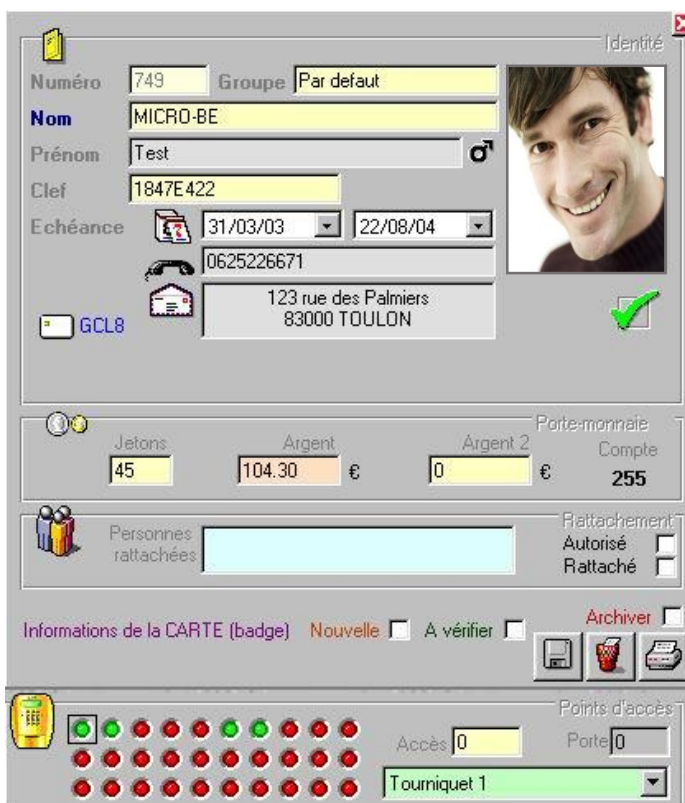 Identité
Numéro 749 Groupe Par defaut
Nom MICRO-BE
Prénom Test
Clef 1847E422
Echéance 31/03/03 22/08/04
0625226671
123 rue des Palmiers
83000 TOULON
GCL8
Porte-monnaie
Jetons Argent Argent 2 Compte
45 104.30 € 0 € 255
Rattachement
Personnes
rattachées
Autorisé
Rattaché
Archiver
Informations de la CARTE (badge) Nouvelle A vérifier
Points d'accès
Accès 0 Porte 0
Tourniquet 1